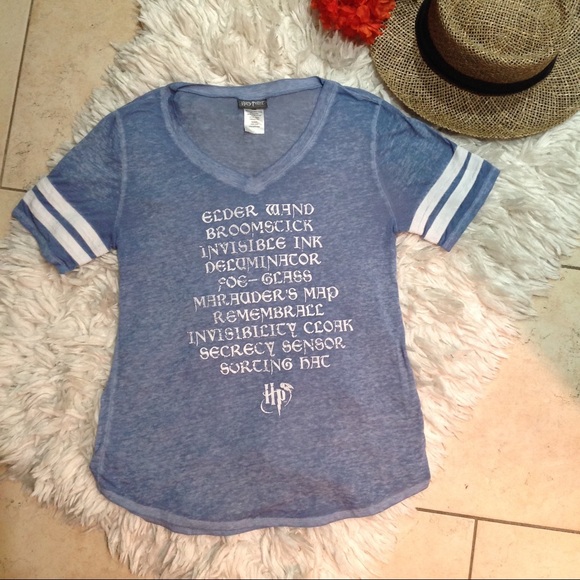 ELDER WAND
BROOMSTICK
INVISIBLE INK
DELUMINATOR
FOE-GLASS
MARAUDER'S MAP
REMEMBRALL
INVISIBILITY CLOAK
SECRECY SENSOR
SORTING HAT
HP